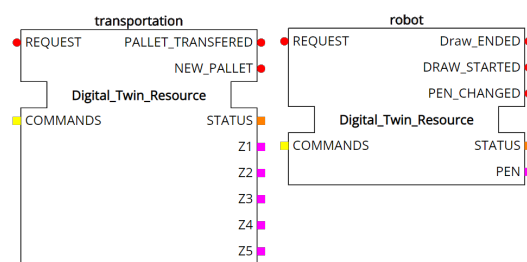 transportation
REQUEST
PALLET_TRANSFERED
NEW_PALLET
Digital_Twin_Resource
COMMANDS
STATUS
Z1
Z2
Z3
Z4
Z5
robot
REQUEST
Draw_ENDED
DRAW_STARTED
PEN_CHANGED
Digital_Twin_Resource
COMMANDS
STATUS
PEN